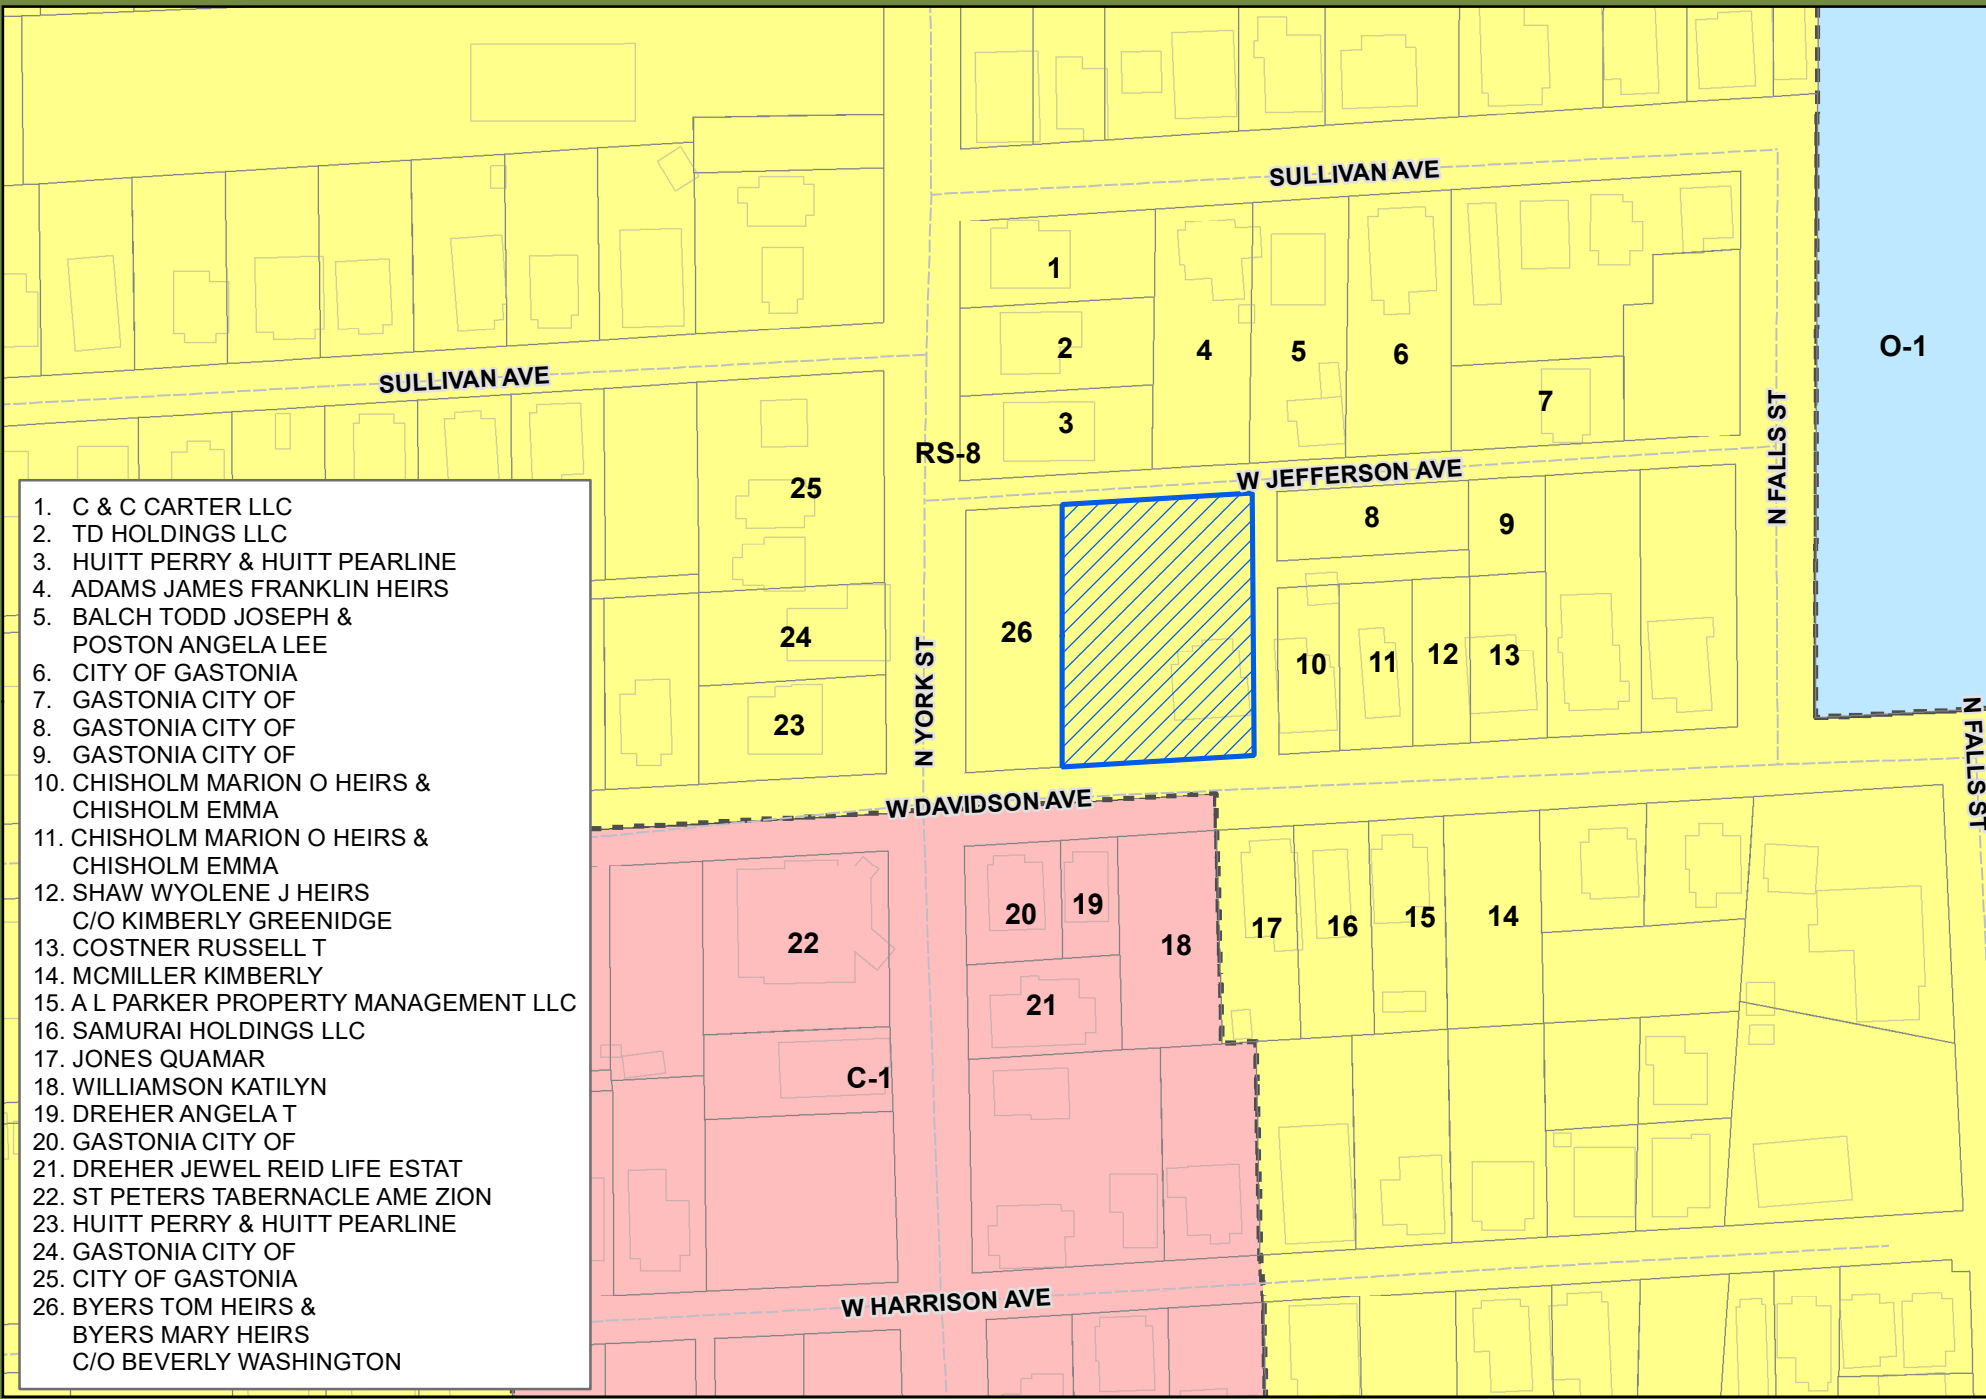 SULLIVAN AVE
1
2
3
4
5
6
7
O-1
SULLIVAN AVE
RS-8
W JEFFERSON AVE
N FALLS ST
25
8
9
26
24
23
N YORK ST
10
11
12
13
N FALLS ST
W DAVIDSON AVE
22
20
19
18
17
16
15
14
21
C-1
W HARRISON AVE
1. C & C CARTER LLC
2. TD HOLDINGS LLC
3. HUITT PERRY & HUITT PEARLINE
4. ADAMS JAMES FRANKLIN HEIRS
5. BALCH TODD JOSEPH &
POSTON ANGELA LEE
6. CITY OF GASTONIA
7. GASTONIA CITY OF
8. GASTONIA CITY OF
9. GASTONIA CITY OF
10. CHISHOLM MARION O HEIRS &
CHISHOLM EMMA
11. CHISHOLM MARION O HEIRS &
CHISHOLM EMMA
12. SHAW WYOLENE J HEIRS
C/O KIMBERLY GREENIDGE
13. COSTNER RUSSELL T
14. MCMILLER KIMBERLY
15. A L PARKER PROPERTY MANAGEMENT LLC
16. SAMURAI HOLDINGS LLC
17. JONES QUAMAR
18. WILLIAMSON KATILYN
19. DREHER ANGELA T
20. GASTONIA CITY OF
21. DREHER JEWEL REID LIFE ESTAT
22. ST PETERS TABERNACLE AME ZION
23. HUITT PERRY & HUITT PEARLINE
24. GASTONIA CITY OF
25. CITY OF GASTONIA
26. BYERS TOM HEIRS &
BYERS MARY HEIRS
C/O BEVERLY WASHINGTON